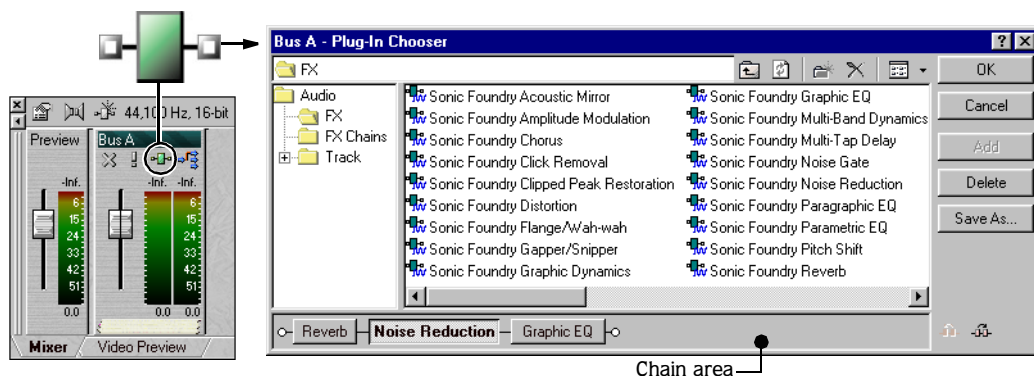 Bus A - Plug-In Chooser
FX
OK
Cancel
Add
Delete
Save As...
Audio
FX
FX Chains
Track
Sonic Foundry Acoustic Mirror
Sonic Foundry Amplitude Modulation
Sonic Foundry Chorus
Sonic Foundry Click Removal
Sonic Foundry Clipped Peak Restoration
Sonic Foundry Distortion
Sonic Foundry Flange/Wah-wah
Sonic Foundry Gapper/Snipper
Sonic Foundry Graphic Dynamics
Sonic Foundry Graphic EQ
Sonic Foundry Multi-Band Dynamics
Sonic Foundry Multi-Tap Delay
Sonic Foundry Noise Gate
Sonic Foundry Noise Reduction
Sonic Foundry Paragraphic EQ
Sonic Foundry Parametric EQ
Sonic Foundry Pitch Shift
Sonic Foundry Reverb
Reverb Noise Reduction Graphic EQ
Chain area
44,100 Hz, 16-bit
Preview
Bus A
-Inf. -Inf. -Inf.
6 6
15 15
24 24
33 33
42 42
51 51
0.0 0.0 0.0
Mixer Video Preview